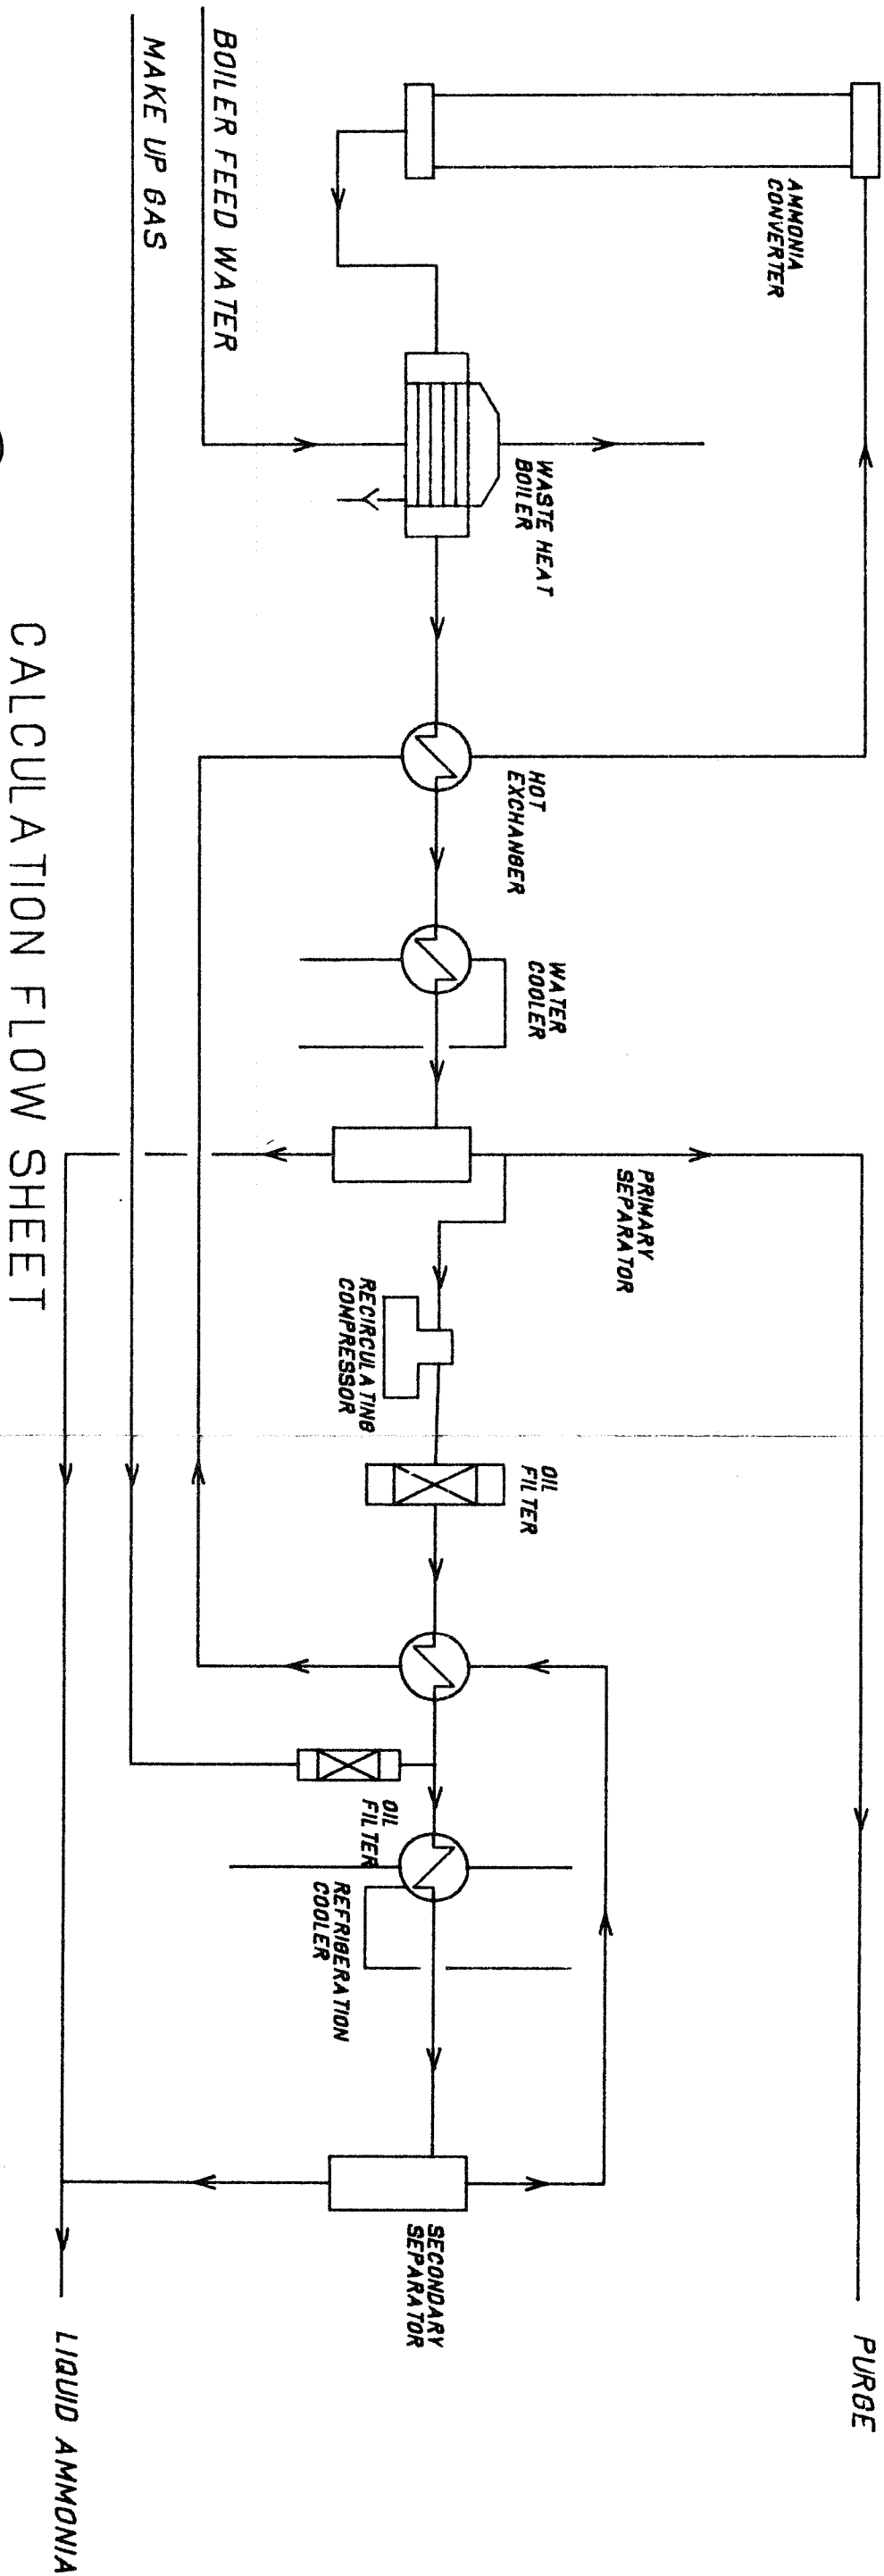 PURGE
AMMONIA
CONVERTER
PRIMARY
SEPARATOR
WASTE HEAT
BOILER
HOT
EXCHANGER
WATER
COOLER
OIL
FILTER
SECONDARY
SEPARATOR
RECIRCULATING
COMPRESSOR
OIL
FILTER
REFRIGERATION
COOLER
BOILER FEED WATER
MAKE UP GAS
LIQUID AMMONIA
CALCULATION FLOW SHEET